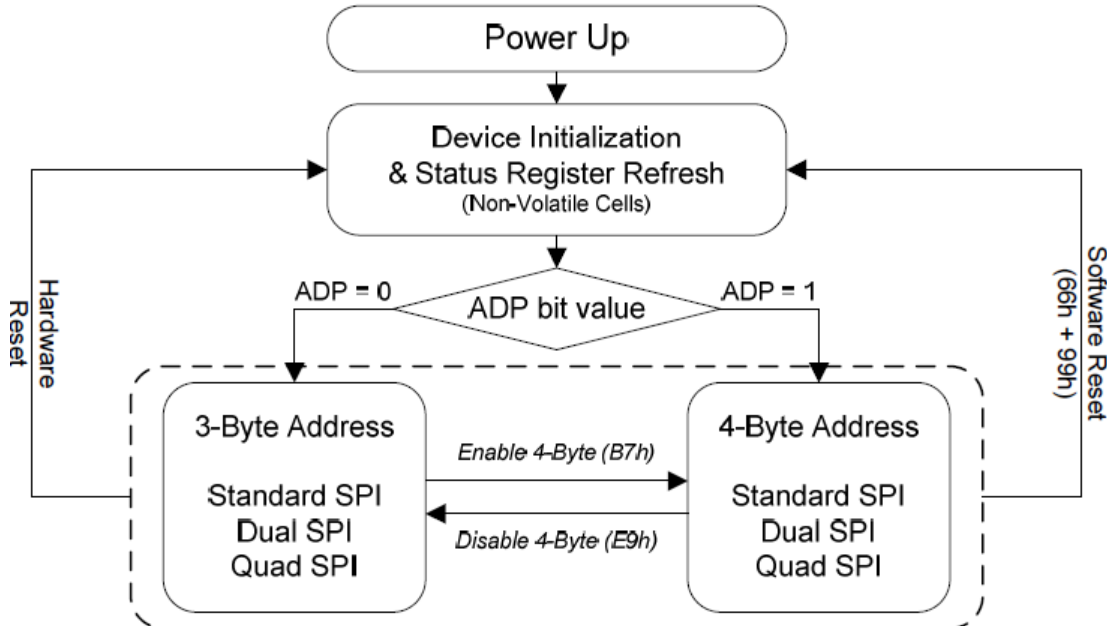 Power Up
Device Initialization
& Status Register Refresh
(Non-Volatile Cells)
Hardware
Reset
Software Reset
(66h + 99h)
ADP = 0
ADP bit value
ADP = 1
3-Byte Address
Standard SPI
Dual SPI
Quad SPI
Enable 4-Byte (B7h)
Disable 4-Byte (E9h)
4-Byte Address
Standard SPI
Dual SPI
Quad SPI